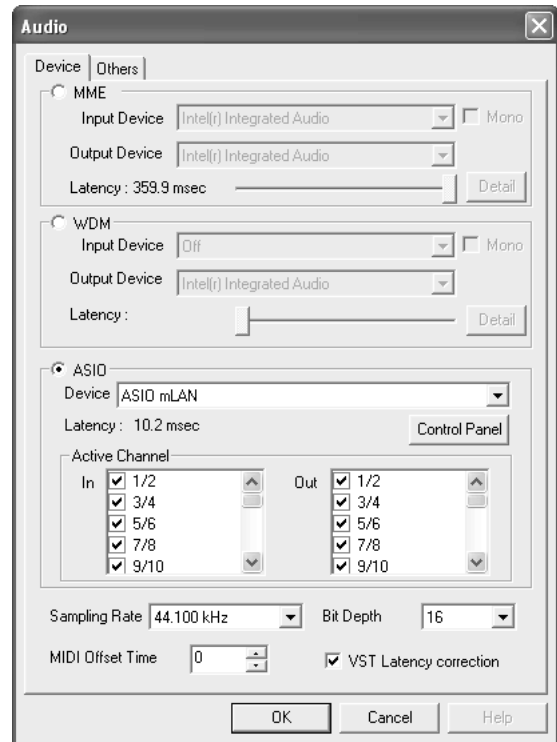 Audio
Device Others
MME
Input Device Intel(r) Integrated Audio Mono
Output Device Intel(r) Integrated Audio
Latency : 359.9 msec Detail
WDM
Input Device Off Mono
Output Device Intel(r) Integrated Audio
Latency : Detail
ASIO
Device ASIO mLAN
Latency : 10.2 msec Control Panel
Active Channel
In 1/2 Out 1/2
3/4 3/4
5/6 5/6
7/8 7/8
9/10 9/10
Sampling Rate 44.100 kHz Bit Depth 16
MIDI Offset Time 0 VST Latency correction
OK Cancel Help